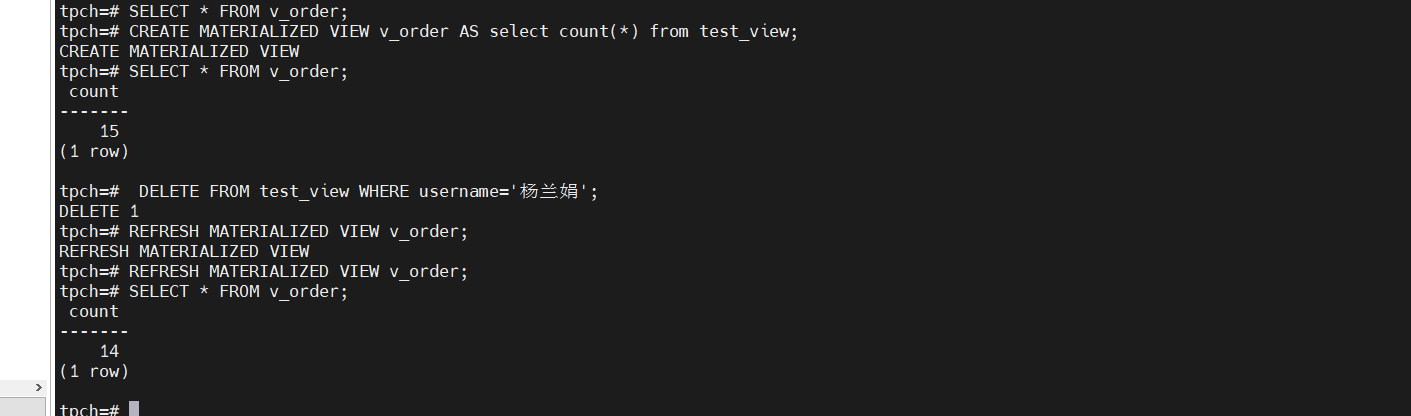 tpch=# SELECT * FROM v_order;
tpch=# CREATE MATERIALIZED VIEW v_order AS select count(*) from test_view;
CREATE MATERIALIZED VIEW
tpch=# SELECT * FROM v_order;
count
-------
15
(1 row)
tpch=#  DELETE FROM test_view WHERE username='杨兰娟';
DELETE 1
tpch=# REFRESH MATERIALIZED VIEW v_order;
REFRESH MATERIALIZED VIEW
tpch=# REFRESH MATERIALIZED VIEW v_order;
tpch=# SELECT * FROM v_order;
count
-------
14
(1 row)
tpch=#